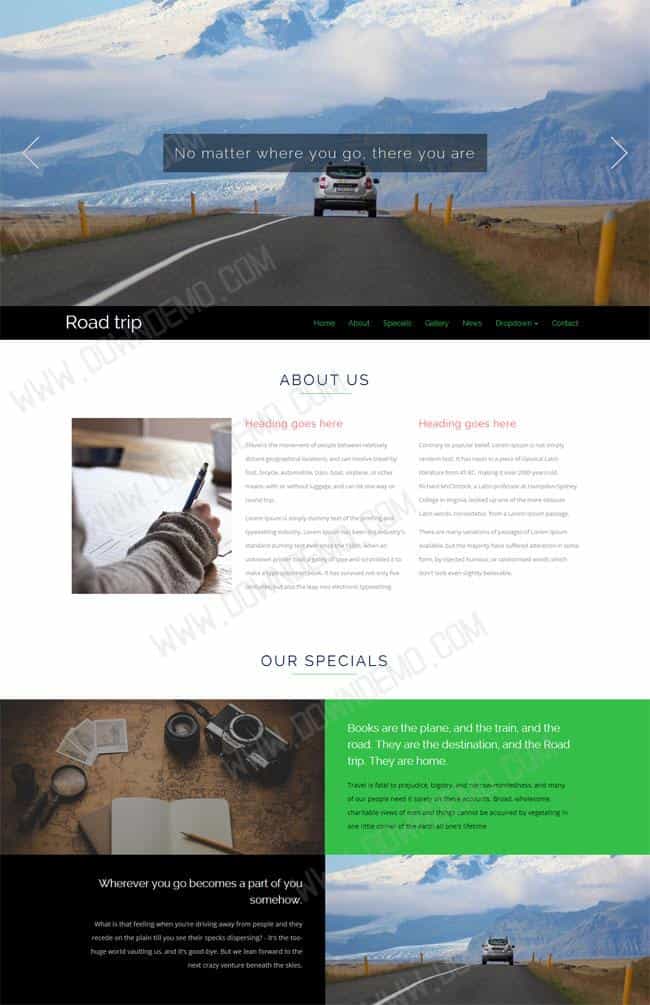 No matter where you go, there you are
Road trip
Home About Specials Gallery News Dropdown Contact
ABOUT US
Heading goes here
Travel is the movement of people between relatively
distant geographical locations, and can involve travel by
foot, bicycle, automobile, train, boat, airplane, or other
means, with or without luggage, and can be one way or
round trip.
Lorem Ipsum is simply dummy text of the printing and
typesetting industry. Lorem Ipsum has been the industry's
standard dummy text ever since the 1500s, when an
unknown printer took a galley of type and scrambled it to
make a type specimen book. It has survived not only five
centuries, but also the leap into electronic typesetting.
Heading goes here
Contrary to popular belief, Lorem Ipsum is not simply
random text. It has roots in a piece of classical Latin
literature from 45 BC, making it over 2000 years old.
Richard McClintock, a Latin professor at Hampden-Sydney
College in Virginia, looked up one of the more obscure
Latin words, consectetur, from a Lorem Ipsum passage.
There are many variations of passages of Lorem Ipsum
available, but the majority have suffered alteration in some
form, by injected humour, or randomised words which
don't look even slightly believable.
OUR SPECIALS
Books are the plane, and the train, and the
road. They are the destination, and the Road
trip. They are home.
Travel is fatal to prejudice, bigotry, and narrow-mindedness, and many
of our people need it sorely on these accounts. Broad, wholesome,
charitable views of men and things cannot be acquired by vegetating in
one little corner of the earth all one's lifetime
Wherever you go becomes a part of you
somehow.
What is that feeling when you're driving away from people and they
recede on the plain till you see their specks dispersing? - it's the too-
huge world vaulting us, and it's good-bye. But we lean forward to the
next crazy venture beneath the skies.
WWW.DOWNDEMO.COM
WWW.DOWNDEMO.COM